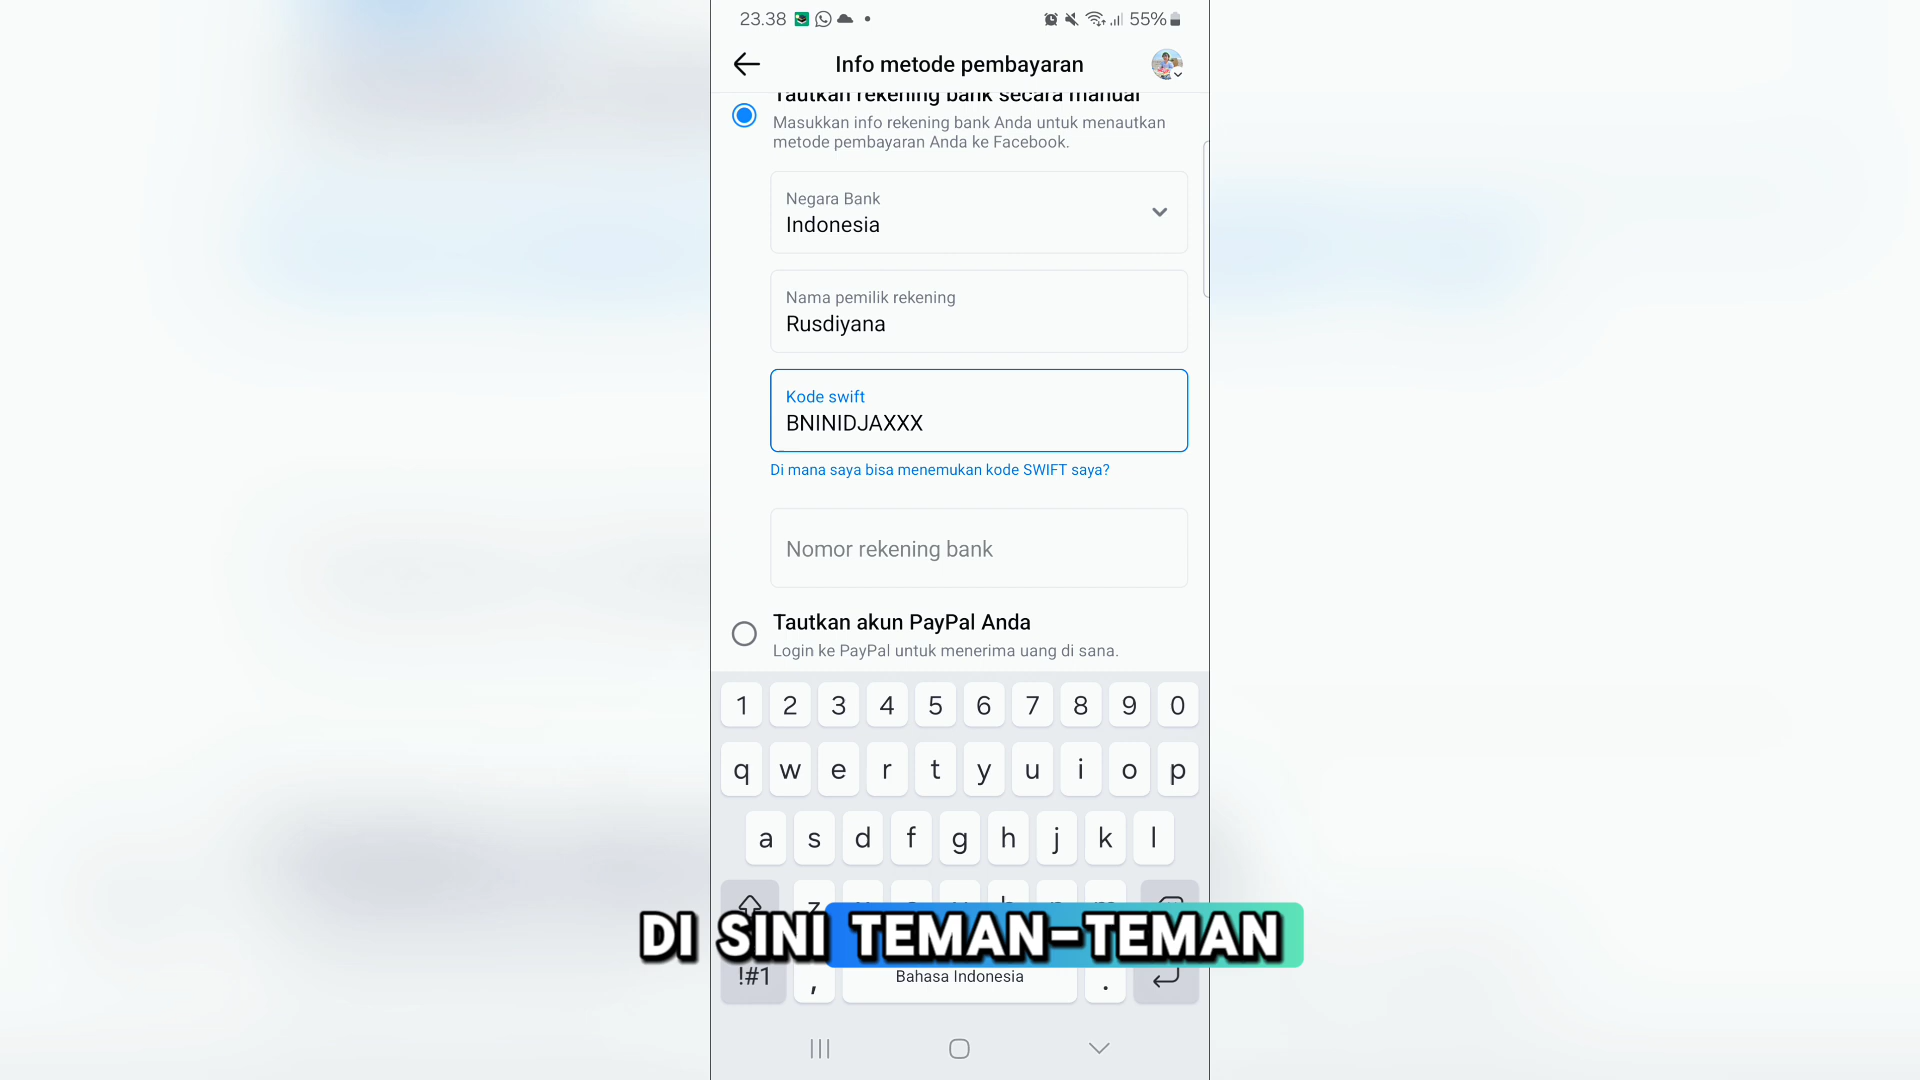 23.38
55%
Info metode pembayaran
Tautkan rekening bank secara manual
Masukkan info rekening bank Anda untuk menautkan
metode pembayaran Anda ke Facebook.
Negara Bank
Indonesia
Nama pemilik rekening
Rusdiyana
Kode swift
BNINIDJAXXX
Di mana saya bisa menemukan kode SWIFT saya?
Nomor rekening bank
Tautkan akun PayPal Anda
Login ke PayPal untuk menerima uang di sana.
1 2 3 4 5 6 7 8 9 0
q w e r t y u i o p
a s d f g h j k l
DI SINI TEMAN-TEMAN
!#1 , Bahasa Indonesia .